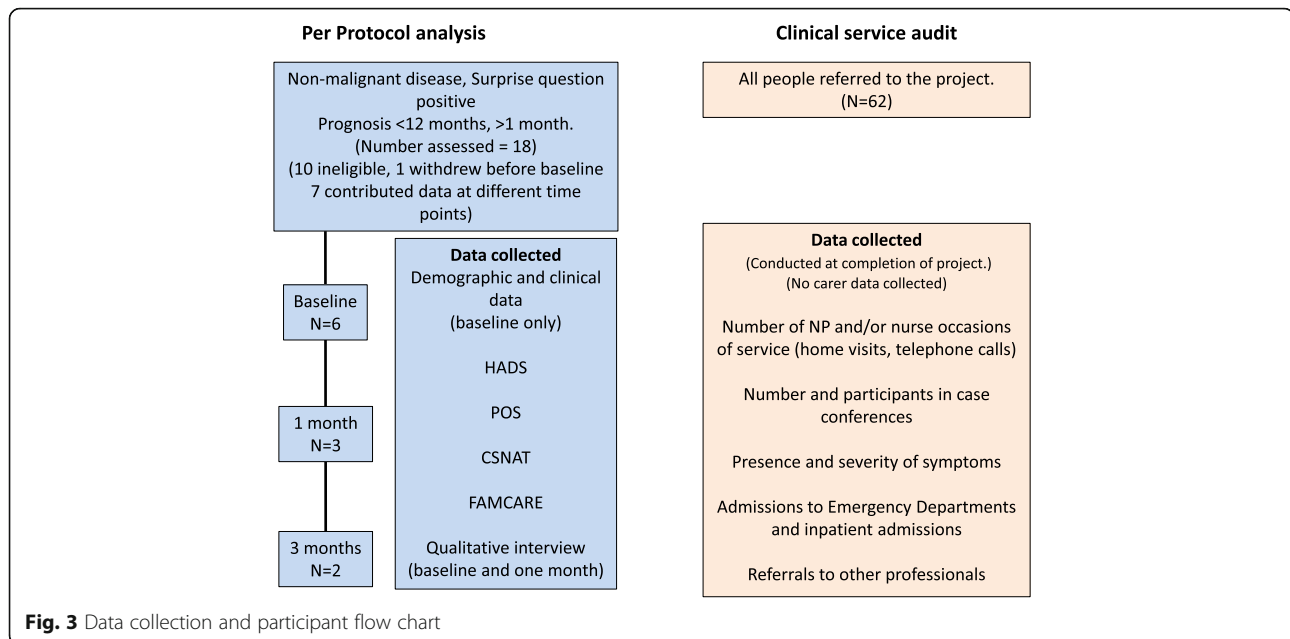 Per Protocol analysis
Non-malignant disease, Surprise question
positive
Prognosis <12 months, >1 month.
(Number assessed = 18)
(10 ineligible, 1 withdrew before baseline
7 contributed data at different time
points)
Baseline
N=6
1 month
N=3
3 months
N=2
Data collected
Demographic and clinical
data
(baseline only)
HADS
POS
CSNAT
FAMCARE
Qualitative interview
(baseline and one month)
Clinical service audit
All people referred to the project.
(N=62)
Data collected
(Conducted at completion of project.)
(No carer data collected)
Number of NP and/or nurse occasions
of service (home visits, telephone calls)
Number and participants in case
conferences
Presence and severity of symptoms
Admissions to Emergency Departments
and inpatient admissions
Referrals to other professionals
Fig. 3 Data collection and participant flow chart